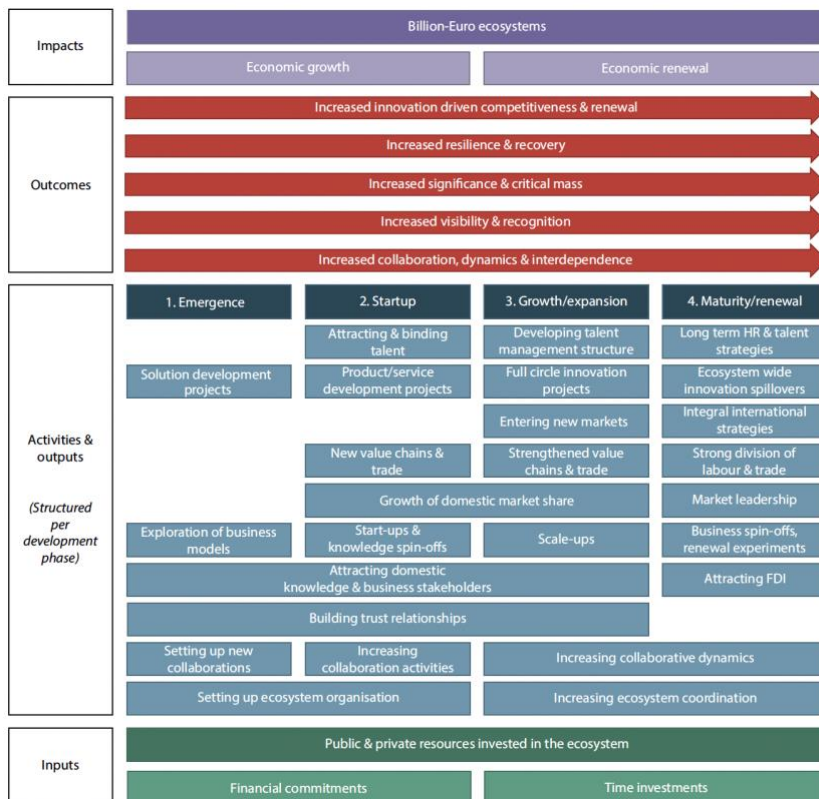 Impacts
Billion-Euro ecosystems
Economic growth
Economic renewal
Outcomes
Increased innovation driven competitiveness & renewal
Increased resilience & recovery
Increased significance & critical mass
Increased visibility & recognition
Increased collaboration, dynamics & interdependence
Activities &
outputs
(Structured
per
development
phase)
1. Emergence
2. Startup
3. Growth/expansion
4. Maturity/renewal
Attracting & binding
talent
Developing talent
management structure
Long term HR & talent
strategies
Solution development
projects
Product/service
development projects
Full circle innovation
projects
Ecosystem wide
innovation spillovers
Entering new markets
Integral international
strategies
New value chains &
trade
Strengthened value
chains & trade
Strong division of
labour & trade
Growth of domestic market share
Market leadership
Exploration of business
models
Start-ups &
knowledge spin-offs
Scale-ups
Business spin-offs,
renewal experiments
Attracting domestic
knowledge & business stakeholders
Attracting FDI
Building trust relationships
Setting up new
collaborations
Increasing
collaboration activities
Increasing collaborative dynamics
Setting up ecosystem organisation
Increasing ecosystem coordination
Inputs
Public & private resources invested in the ecosystem
Financial commitments
Time investments